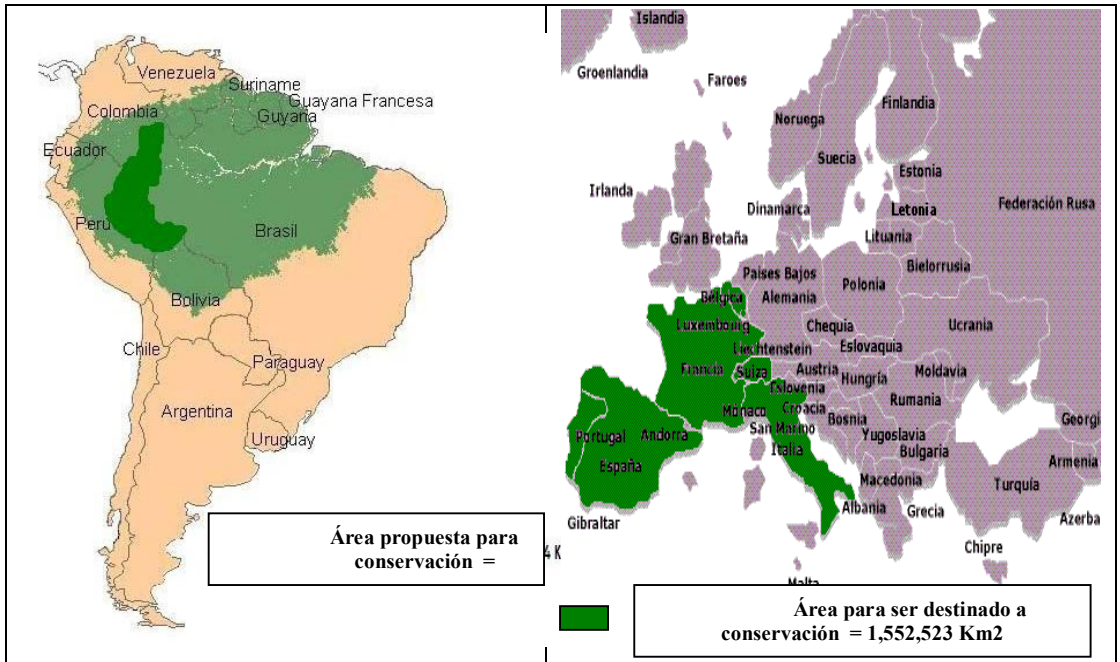 Venezuela
Suriname
Guayana Francesa
Colombia
Guyana
Ecuador
Perú
Brasil
Bolivia
Chile
Paraguay
Argentina
Uruguay
Área propuesta para
conservación =
4 K
Islandia
Groenlandia
Faroes
Finlandia
Noruega
Suecia
Estonia
Irlanda
Dinamarca
Letonia
Federación Rusa
Lituania
Gran Bretaña
Bielorrusia
Paises Bajos
Polonia
Bélgica
Alemania
Luxembourg
Chequia
Ucrania
Eslovaquia
Liechtenstein
Francia
Suiza
Austria
Moldavia
Hungría
Eslovenia
Rumania
Mónaco
Croacia
Georgi
San Marino
Bosnia
Portugal
Andorra
Italia
Yugoslavia
Bulgaria
España
Armenia
Macedonia
Turquía
Albania
Grecia
Azerba
Gibraltar
Chipre
Malta
Área para ser destinado a
conservación = 1,552,523 Km2